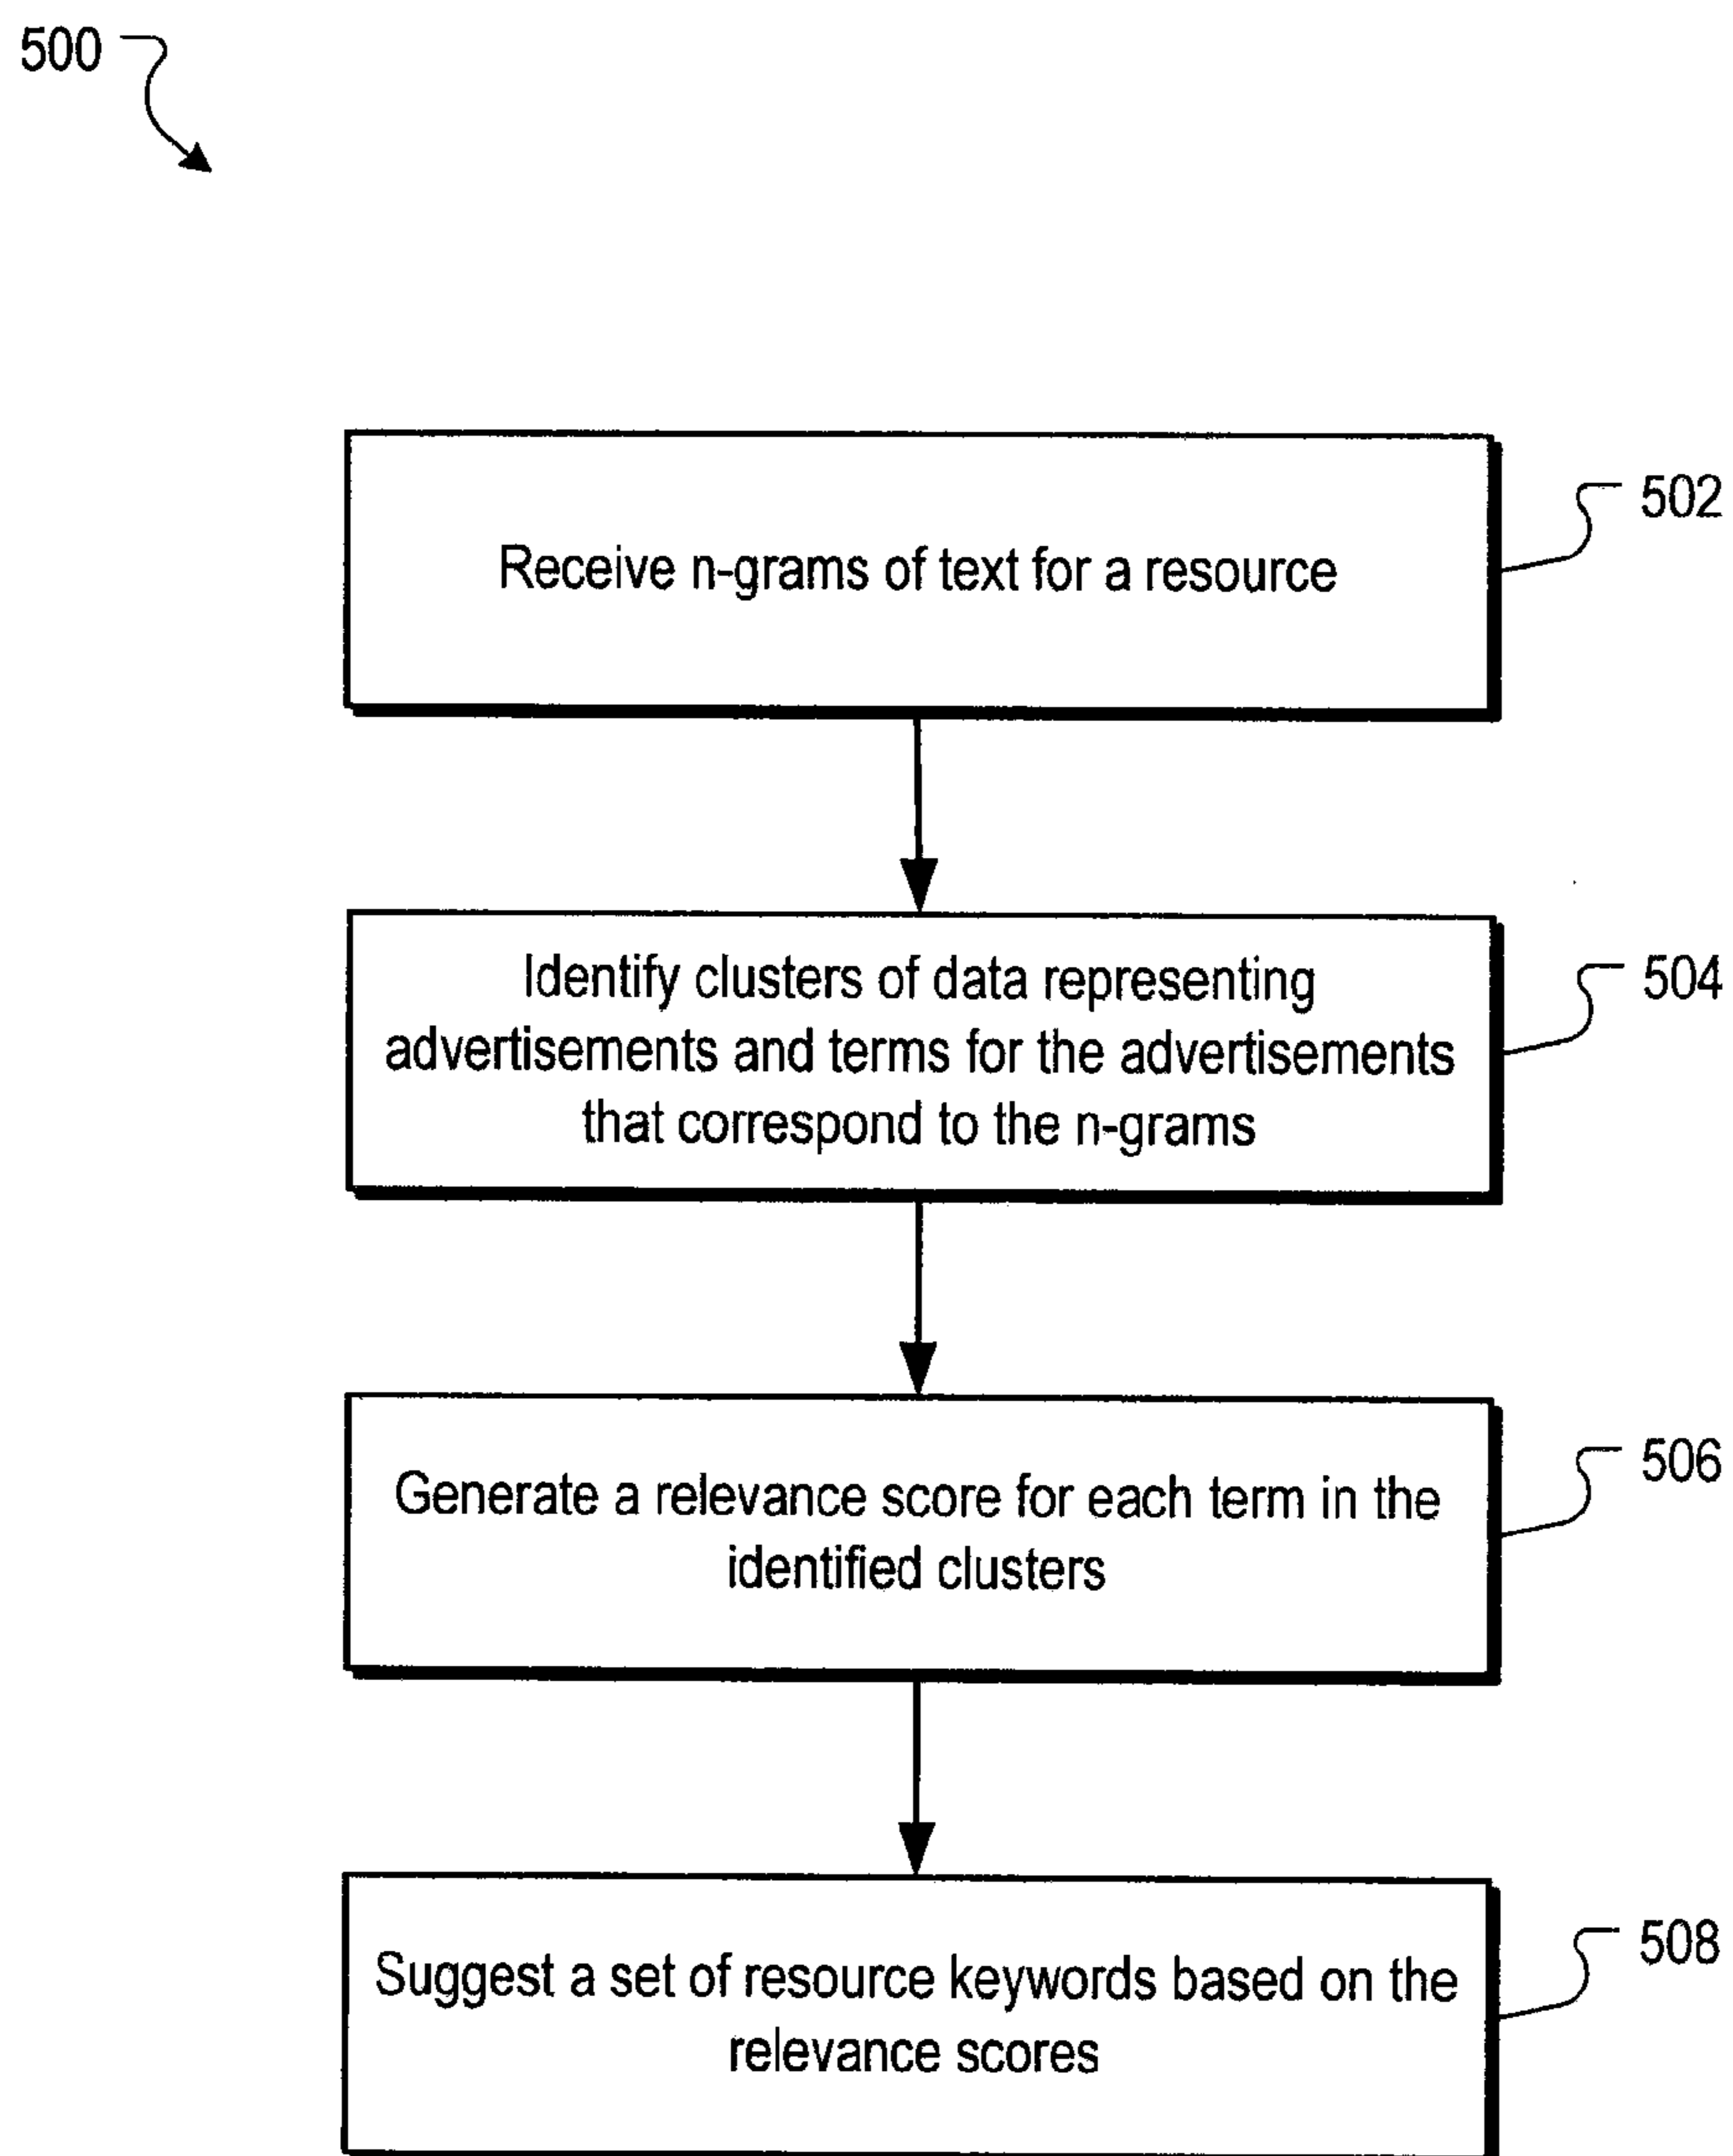 500
Receive n-grams of text for a resource
502
Identify clusters of data representing
advertisements and terms for the advertisements
that correspond to the n-grams
504
Generate a relevance score for each term in the
identified clusters
506
Suggest a set of resource keywords based on the
relevance scores
508